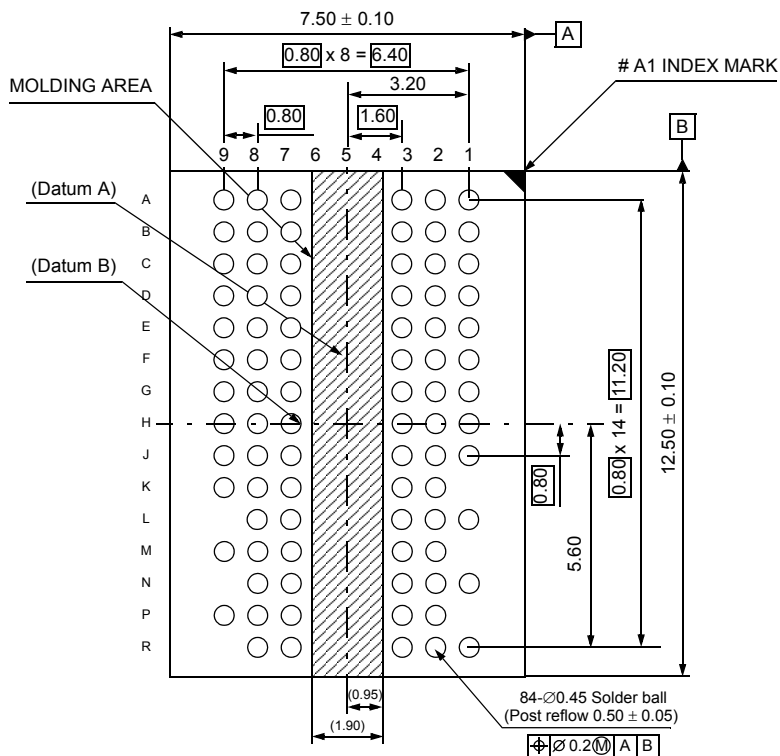 7.50 ± 0.10
A
0.80 x 8 = 6.40
3.20
# A1 INDEX MARK
MOLDING AREA
0.80
1.60
B
9 8 7 6 5 4 3 2 1
(Datum A)
(Datum B)
A
B
C
D
E
F
G
H
J
K
L
M
N
P
R
0.80
5.60
0.80 x 14 = 11.20
12.50 ± 0.10
(0.95)
(1.90)
84-∅0.45 Solder ball
(Post reflow 0.50 ± 0.05)
⌖ ∅0.2Ⓜ A B